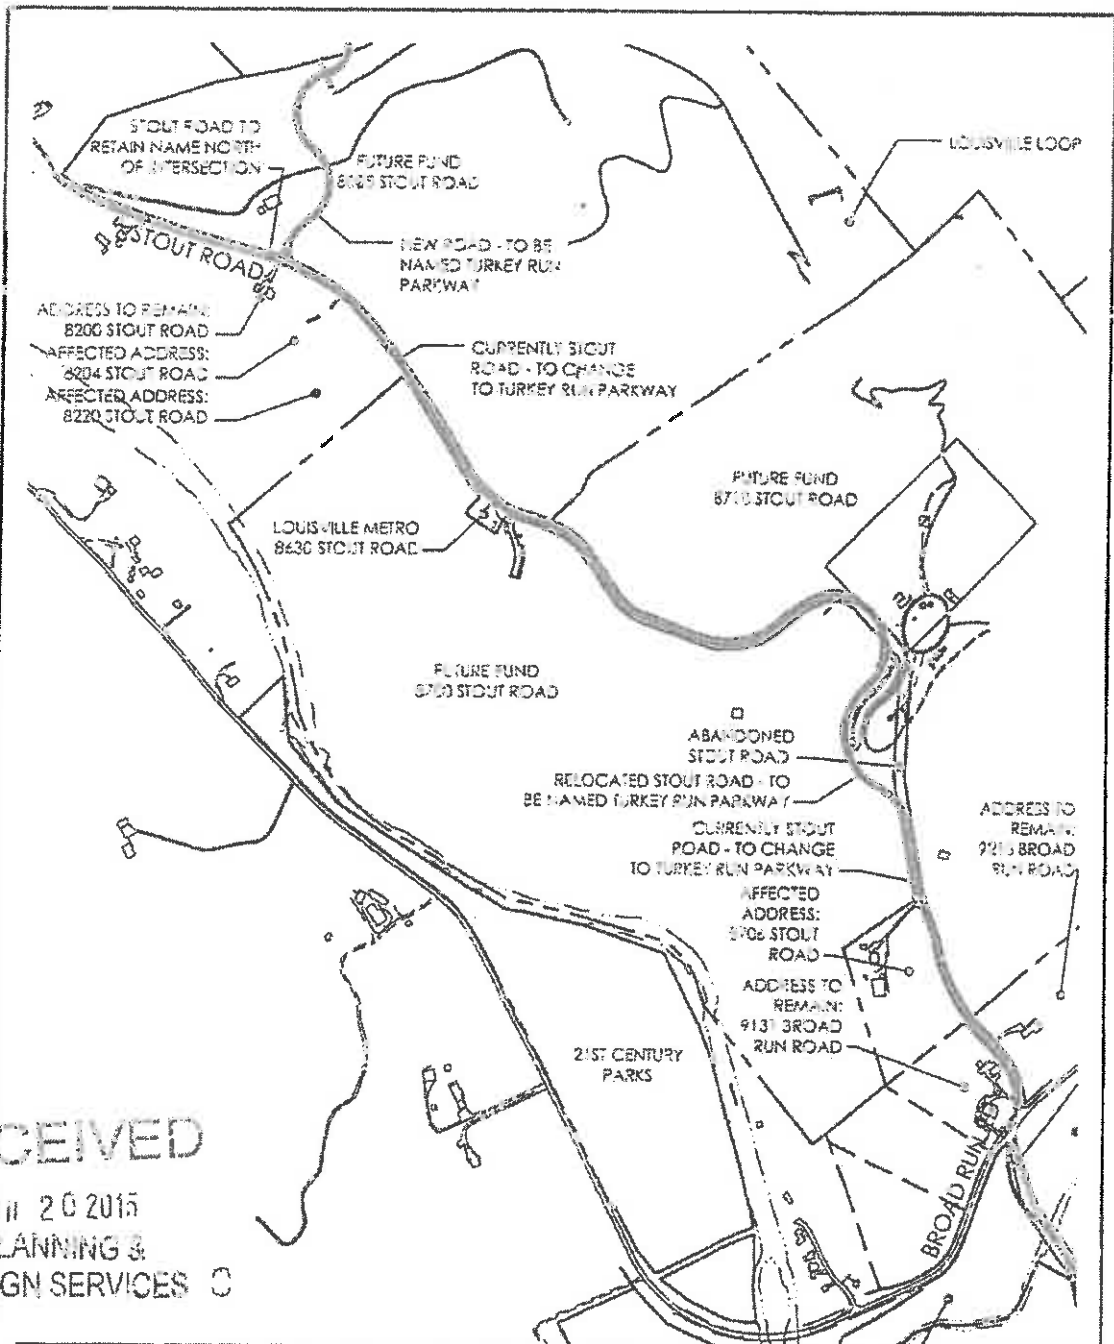 STOUT ROAD TO
RETAIN NAME NORTH
OF INTERSECTION
FUTURE FUND
STOUT ROAD
LOUISVILLE LOOP
NEW ROAD - TO BE
NAMED TURKEY RUN
PARKWAY
STOUT ROAD
ADDRESS TO REMAIN:
8200 STOUT ROAD
AFFECTED ADDRESS:
8204 STOUT ROAD
AFFECTED ADDRESS:
8220 STOUT ROAD
CURRENTLY STOUT
ROAD - TO CHANGE
TO TURKEY RUN PARKWAY
FUTURE FUND
STOUT ROAD
LOUISVILLE METRO
8630 STOUT ROAD
FUTURE FUND
8700 STOUT ROAD
ABANDONED
STOUT ROAD
RELOCATED STOUT ROAD - TO
BE NAMED TURKEY RUN PARKWAY
CURRENTLY STOUT
ROAD - TO CHANGE
TO TURKEY RUN PARKWAY
ADDRESS TO
REMAIN:
BROAD
RUN ROAD
AFFECTED
ADDRESS:
STOUT
ROAD
ADDRESS TO
REMAIN:
9131 BROAD
RUN ROAD
21ST CENTURY
PARKS
BROAD RUN
CEIVED
20 2015
LANNING &
GN SERVICES